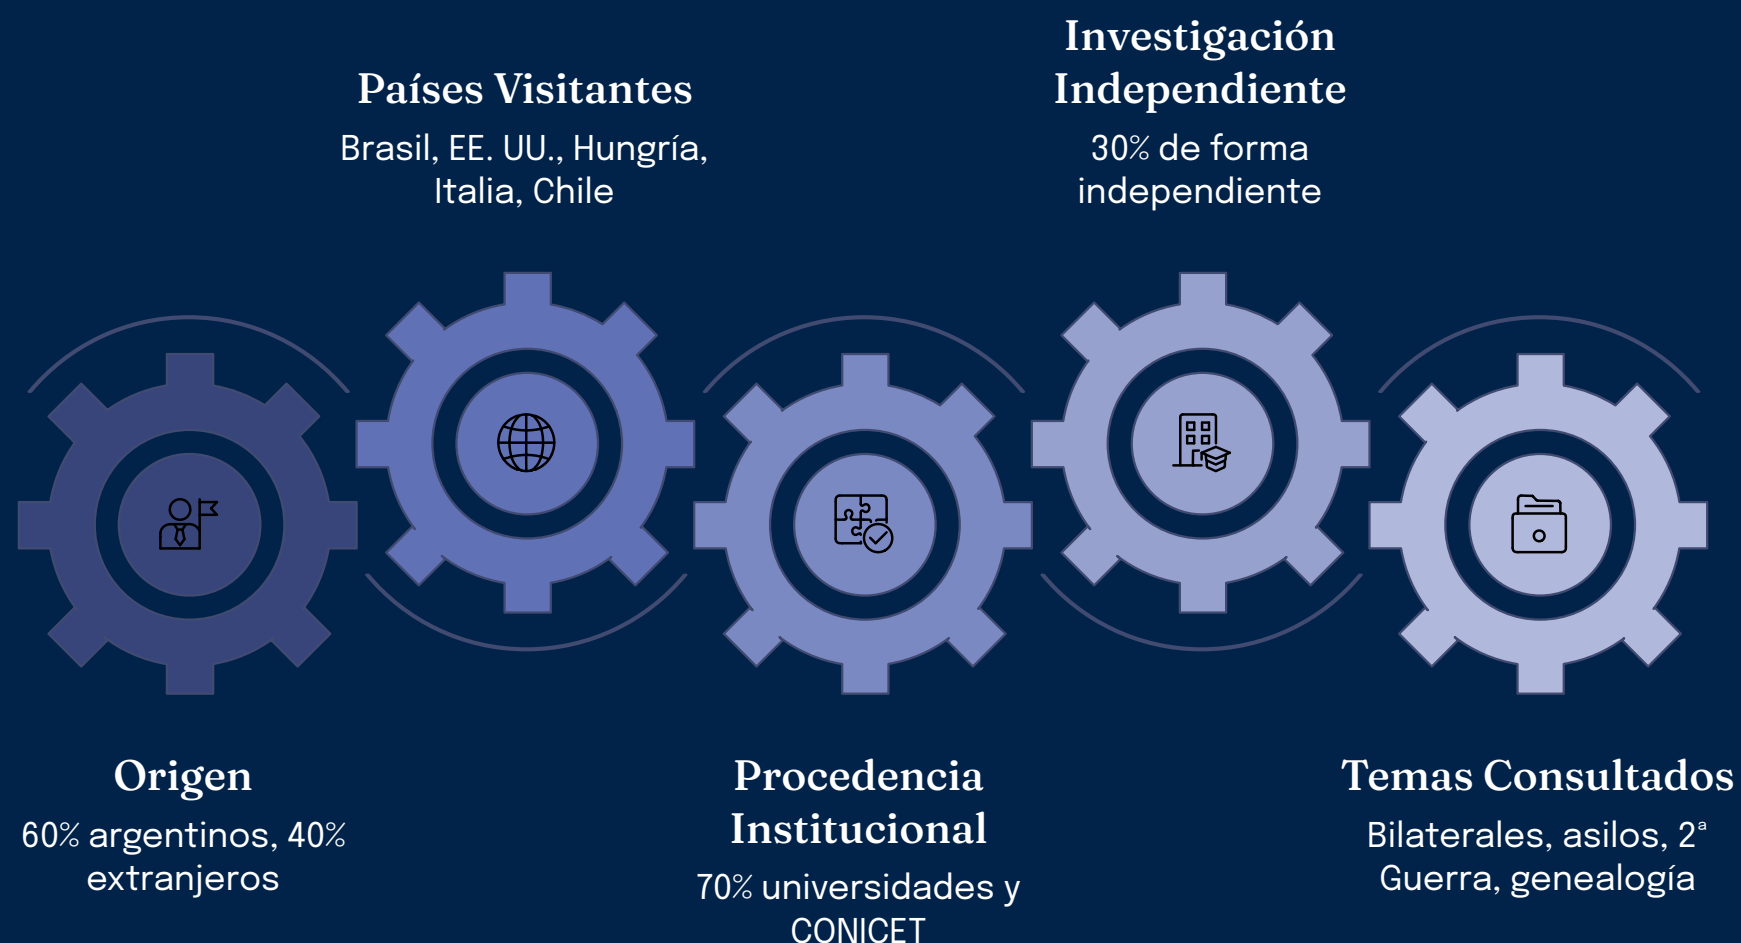 Origen
60% argentinos, 40%
extranjeros
Países Visitantes
Brasil, EE. UU., Hungría,
Italia, Chile
Procedencia
Institucional
70% universidades y
CONICET
Investigación
Independiente
30% de forma
independiente
Temas Consultados
Bilaterales, asilos, 2ª
Guerra, genealogía